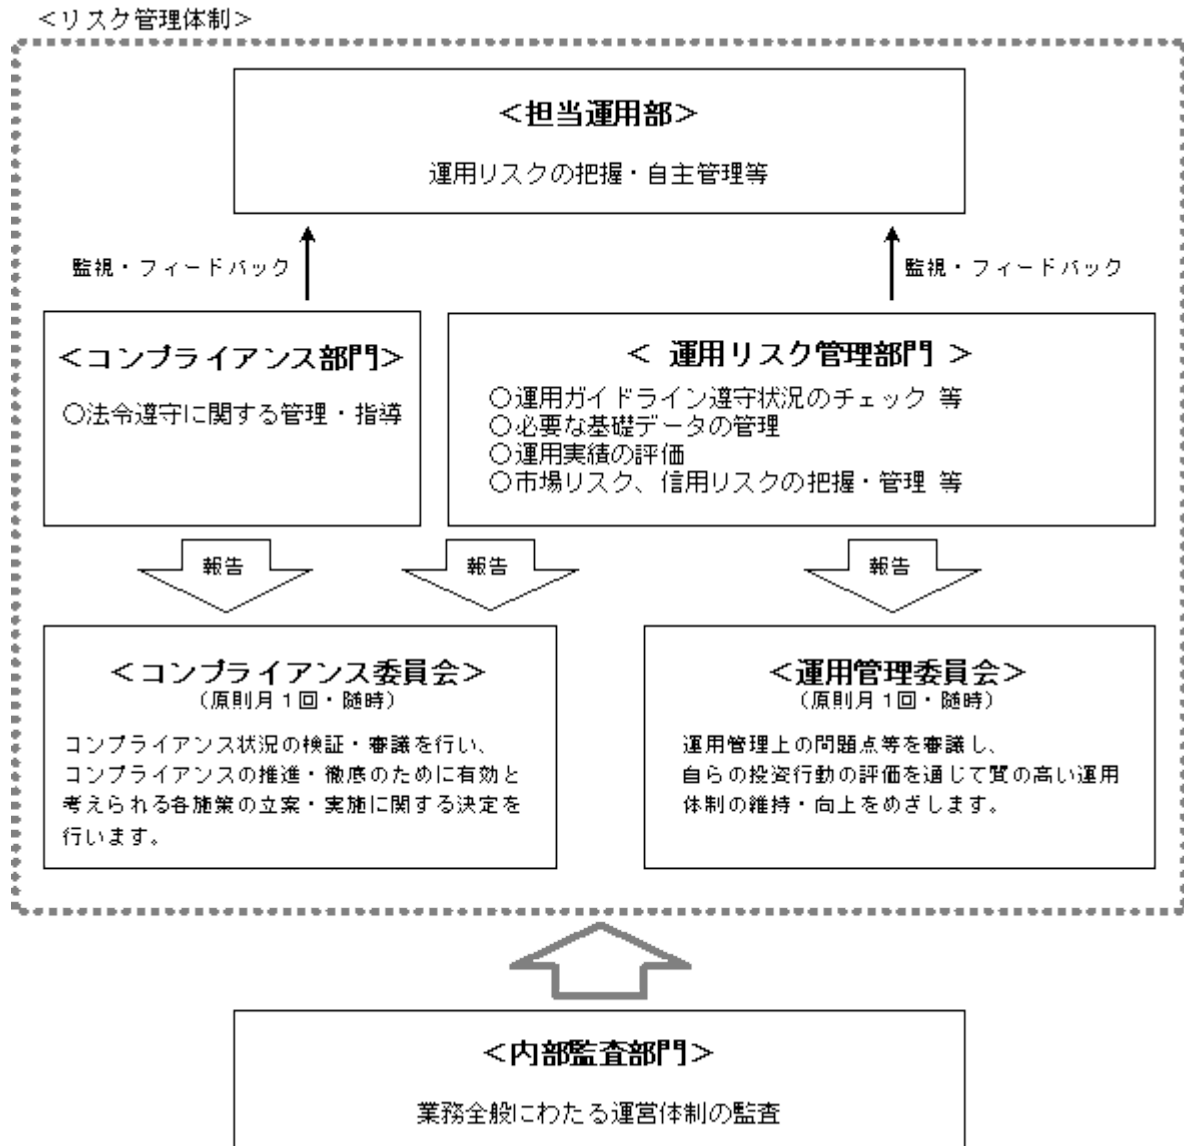 ＜リスク管理体制＞
＜担当運用部＞
運用リスクの把握・自主管理等
監視・フィードバック
監視・フィードバック
＜コンプライアンス部門＞
○法令遵守に関する管理・指導
＜ 運用リスク管理部門 ＞
○運用ガイドライン遵守状況のチェック 等
○必要な基礎データの管理
○運用実績の評価
○市場リスク、信用リスクの把握・管理 等
報告
報告
報告
＜コンプライアンス委員会＞
（原則月１回・随時）
コンプライアンス状況の検証・審議を行い、
コンプライアンスの推進・徹底のために有効と
考えられる各施策の立案・実施に関する決定を
行います。
＜運用管理委員会＞
（原則月１回・随時）
運用管理上の問題点等を審議し、
自らの投資行動の評価を通じて質の高い運用
体制の維持・向上をめざします。
＜内部監査部門＞
業務全般にわたる運営体制の監査